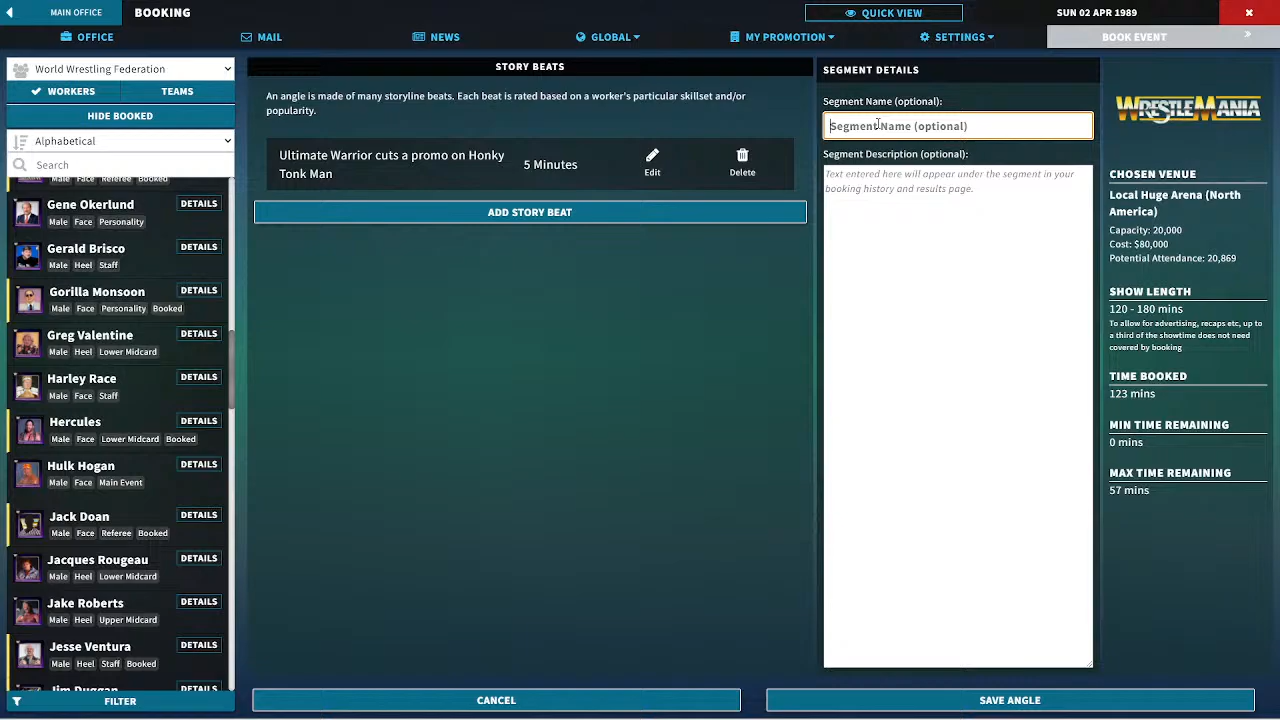 MAIN OFFICE
BOOKING
QUICK VIEW
SUN 02 APR 1989
OFFICE
MAIL
NEWS
GLOBAL
MY PROMOTION
SETTINGS
BOOK EVENT
World Wrestling Federation
WORKERS
TEAMS
HIDE BOOKED
Alphabetical
Search
Male Face Referee Booked
Gene Okerlund
DETAILS
Male Face Personality
Gerald Brisco
DETAILS
Male Heel Staff
Gorilla Monsoon
DETAILS
Male Face Personality Booked
Greg Valentine
DETAILS
Male Heel Lower Midcard
Harley Race
DETAILS
Male Face Staff
Hercules
DETAILS
Male Face Lower Midcard Booked
Hulk Hogan
DETAILS
Male Face Main Event
Jack Doan
DETAILS
Male Face Referee Booked
Jacques Rougeau
DETAILS
Male Heel Lower Midcard
Jake Roberts
DETAILS
Male Heel Upper Midcard
Jesse Ventura
DETAILS
Male Heel Staff Booked
Jim Duggan
DETAILS
FILTER
STORY BEATS
An angle is made of many storyline beats. Each beat is rated based on a worker's particular skillset and/or
popularity.
Ultimate Warrior cuts a promo on Honky
Tonk Man
5 Minutes
Edit
Delete
ADD STORY BEAT
CANCEL
SEGMENT DETAILS
Segment Name (optional):
Segment Name (optional)
Segment Description (optional):
Text entered here will appear under the segment in your
booking history and results page.
SAVE ANGLE
WRESTLEMANIA
CHOSEN VENUE
Local Huge Arena (North
America)
Capacity: 20,000
Cost: $80,000
Potential Attendance: 20,869
SHOW LENGTH
120 - 180 mins
To allow for advertising, recaps etc, up to
a third of the showtime does not need
covered by booking
TIME BOOKED
123 mins
MIN TIME REMAINING
0 mins
MAX TIME REMAINING
57 mins